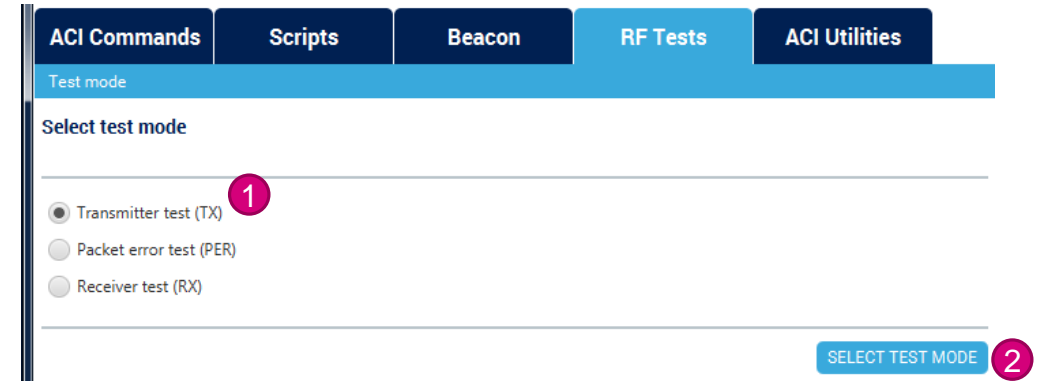 ACI Commands Scripts Beacon RF Tests ACI Utilities
Test mode
Select test mode
1
Transmitter test (TX)
Packet error test (PER)
Receiver test (RX)
SELECT TEST MODE 2